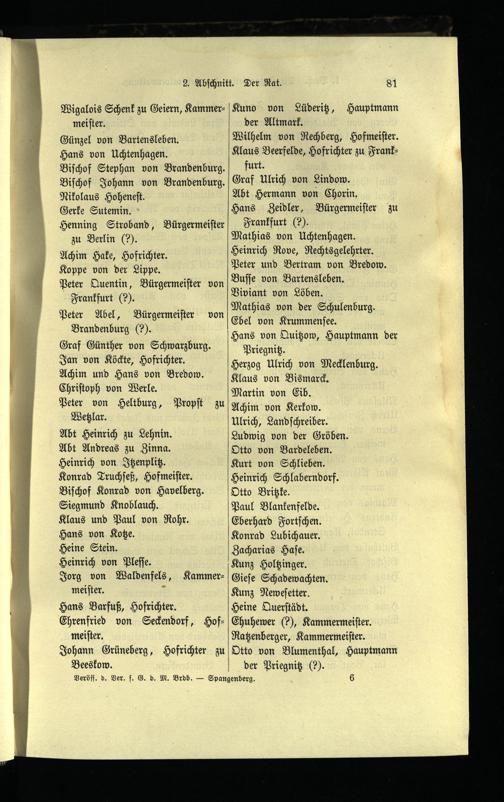 2. Abschnitt. Der Rat. 81
Wigalois Schenk zu Geiern, Kammer-
meister.
Günzel von Bartensleben.
Hans von Uchtenhagen.
Bischof Stephan von Brandenburg.
Bischof Johann von Brandenburg.
Nikolaus Hohenest.
Gerke Sutemin.
Henning Stroband, Bürgermeister
zu Berlin (?).
Achim Hake, Hofrichter.
Koppe von der Lippe.
Peter Quentin, Bürgermeister von
Frankfurt (?).
Peter Abel, Bürgermeister von
Brandenburg (?).
Graf Günther von Schwarzburg.
Jan von Köckte, Hofrichter.
Achim und Hans von Bredow.
Christoph von Werle.
Peter von Heltburg, Propst zu
Wetzlar.
Abt Heinrich zu Lehnin.
Abt Andreas zu Zinna.
Heinrich von Itzenplitz.
Konrad Truchseß, Hofmeister.
Bischof Konrad von Havelberg.
Siegmund Knoblauch.
Klaus und Paul von Rohr.
Hans von Kotze.
Heine Stein.
Heinrich von Plesse.
Jorg von Waldenfels, Kammer-
meister.
Hans Barfuß, Hofrichter.
Ehrenfried von Seckendorf, Hof-
meister.
Johann Grüneberg, Hofrichter zu
Beeskow.
Kuno von Lüderitz, Hauptmann
der Altmark.
Wilhelm von Rechberg, Hofmeister.
Klaus Beerfelde, Hofrichter zu Frank-
furt.
Graf Ulrich von Lindow.
Abt Hermann von Chorin.
Hans Zeidler, Bürgermeister zu
Frankfurt (?).
Mathias von Uchtenhagen.
Heinrich Rove, Rechtsgelehrter.
Peter und Bertram von Bredow.
Busse von Bartensleben.
Viviant von Löben.
Mathias von der Schulenburg.
Ebel von Krummensee.
Hans von Quitzow, Hauptmann der
Priegnitz.
Herzog Ulrich von Mecklenburg.
Klaus von Bismarck.
Martin von Eib.
Achim von Kerkow.
Ulrich, Landschreiber.
Ludwig von der Gröben.
Otto von Bardeleben.
Kurt von Schlieben.
Heinrich Schlaberndorf.
Otto Britzke.
Paul Blankenfelde.
Eberhard Fortschen.
Konrad Lubichauer.
Zacharias Hase.
Kunz Holtzinger.
Giese Schadewachten.
Kunz Newesetter.
Heine Querstädt.
Chuhewer (?), Kammermeister.
Ratzenberger, Kammermeister.
Otto von Blumenthal, Hauptmann
der Priegnitz (?).
Veröff. d. Ver. f. G. d. M. Brdb. — Spangenberg. 6